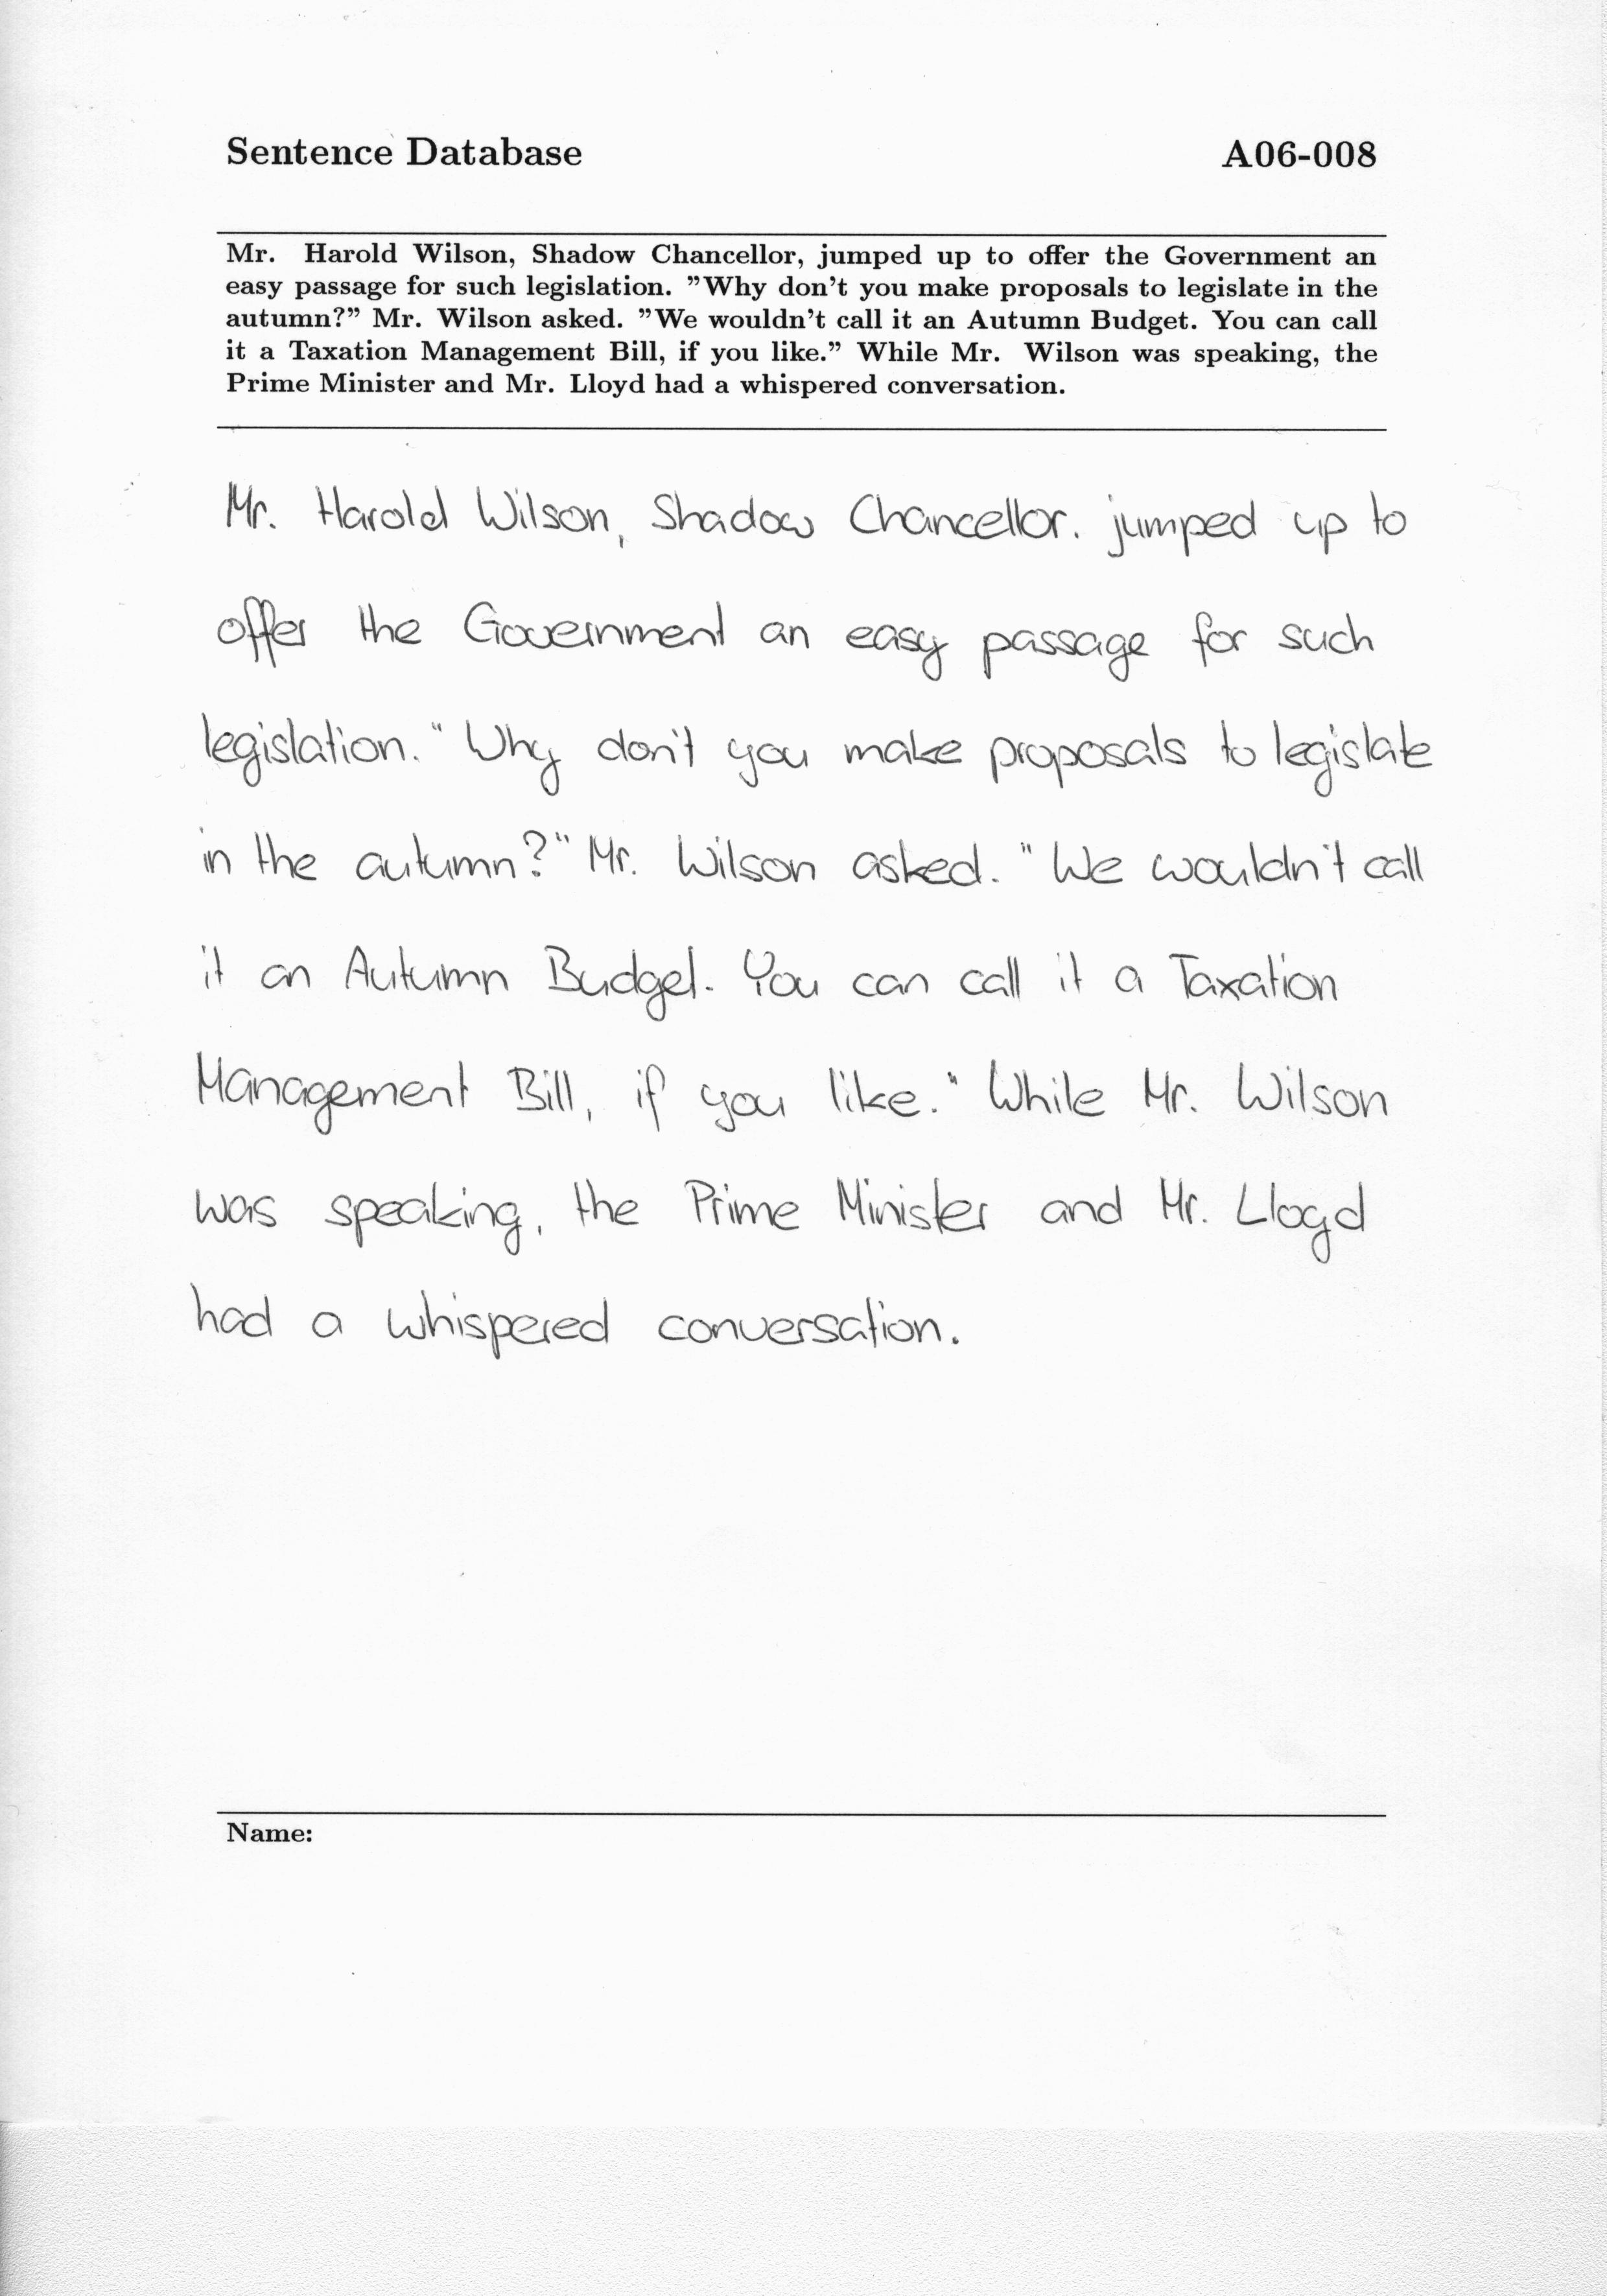 Sentence Database A06-008
Mr. Harold Wilson, Shadow Chancellor, jumped up to offer the Government an
easy passage for such legislation. ”Why don’t you make proposals to legislate in the
autumn?” Mr. Wilson asked. ”We wouldn’t call it an Autumn Budget. You can call
it a Taxation Management Bill, if you like.” While Mr. Wilson was speaking, the
Prime Minister and Mr. Lloyd had a whispered conversation.
Mr. Harold Wilson, Shadow Chancellor. jumped up to
offer the Government an easy passage for such
legislation. " Why don't you make proposals to legislate
in the autumn?" Mr. Wilson asked. " We wouldn't call
it an Autumn Budget. You can call it a Taxation
Management Bill, if you like. " While Mr. Wilson
was speaking, the Prime Minister and Mr. Lloyd
had a whispered conversation.
Name: